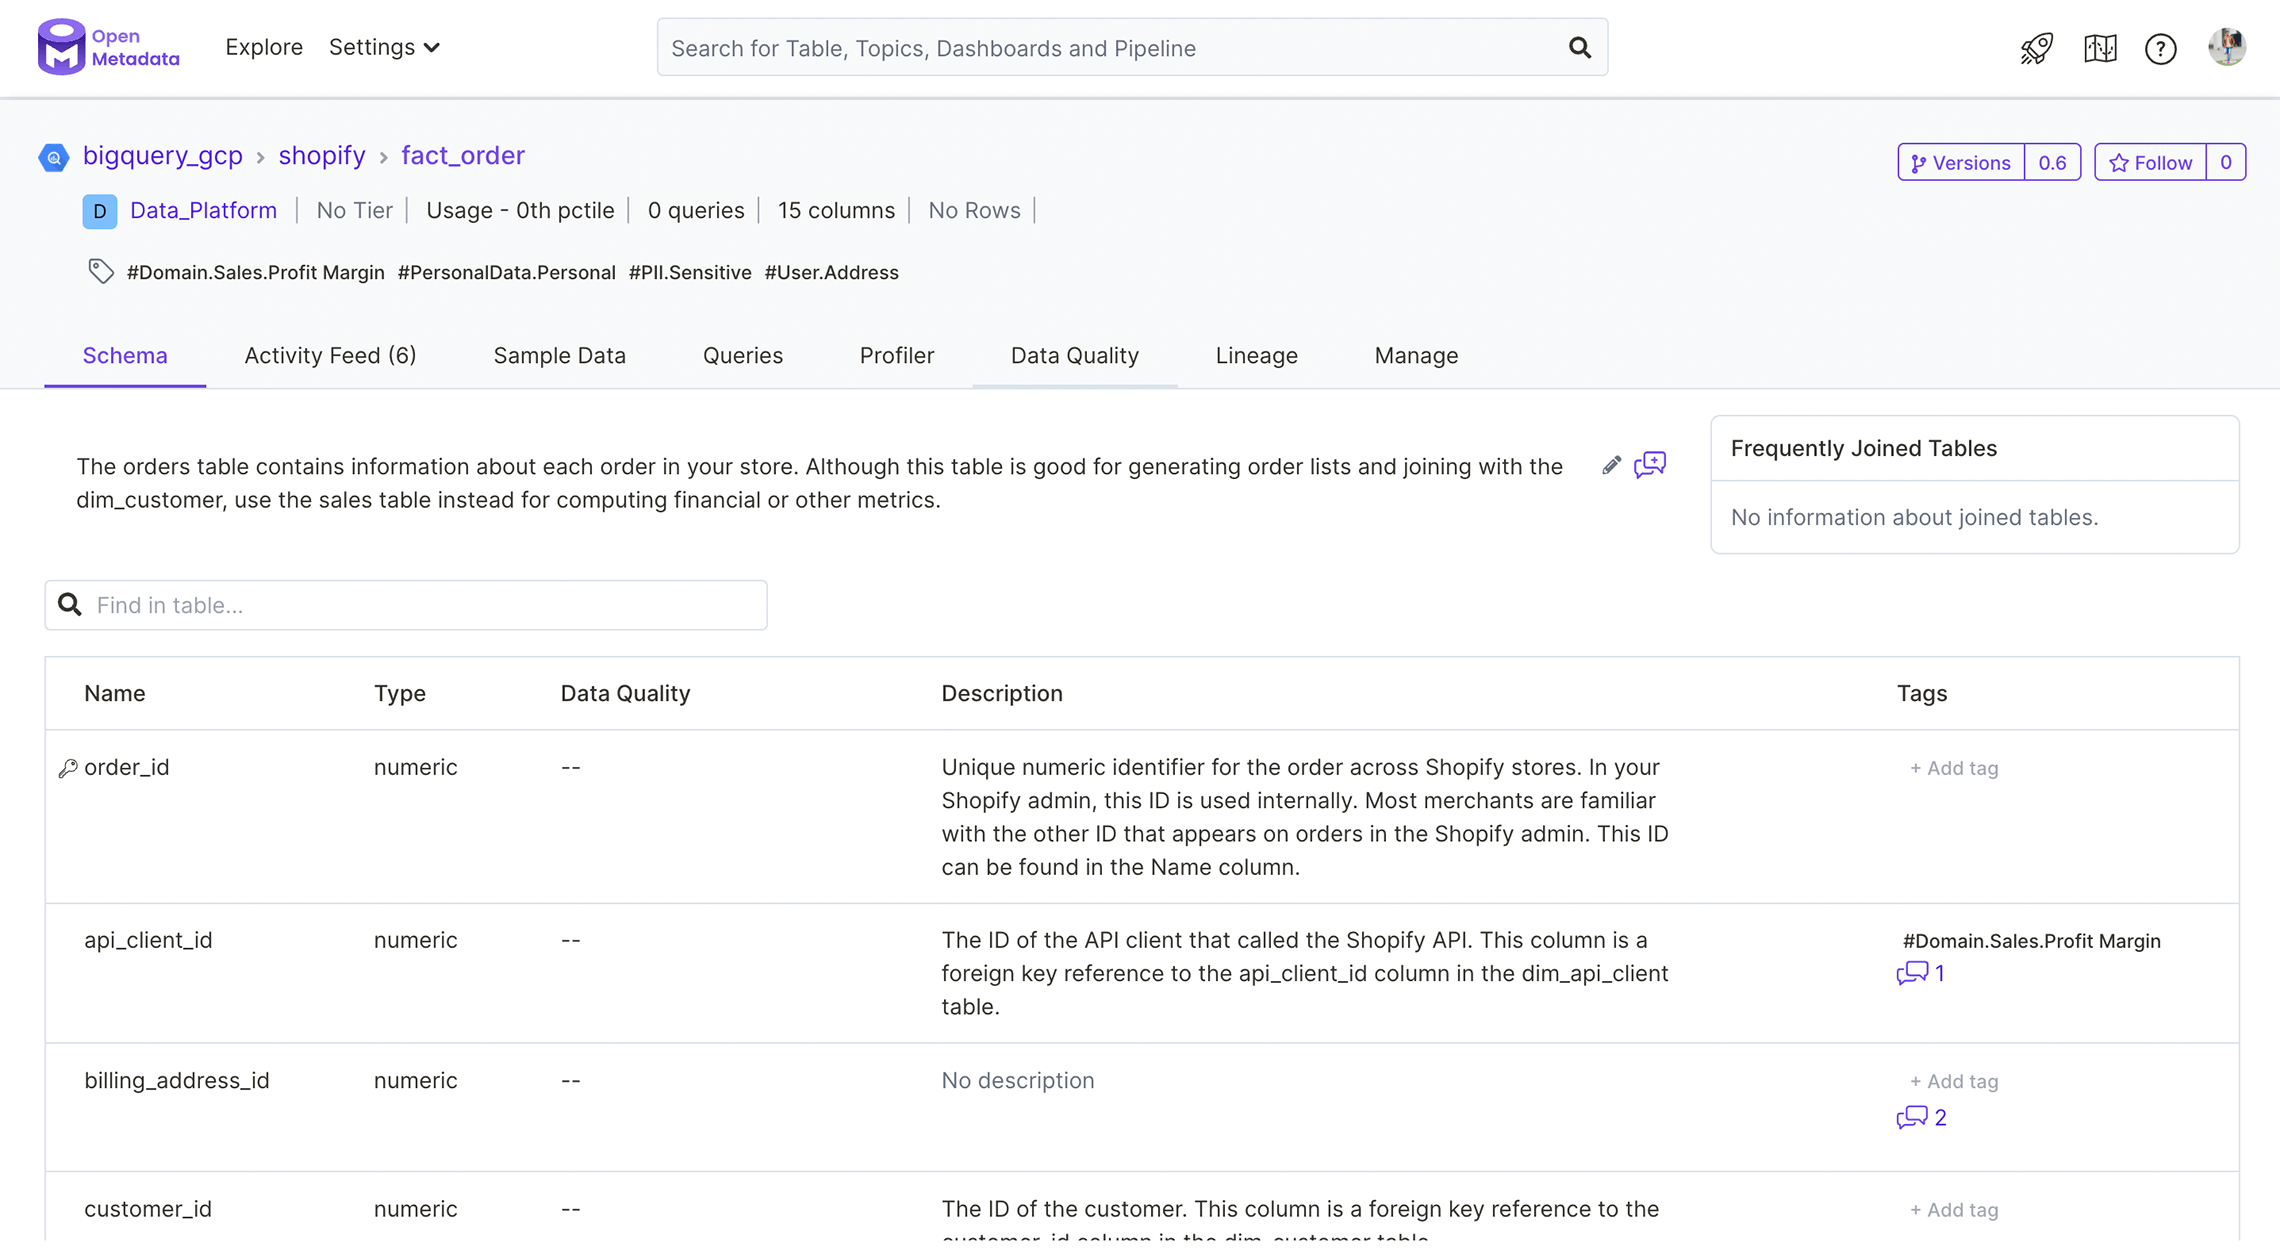 Open
Metadata
Explore
Settings
Search for Table, Topics, Dashboards and Pipeline
?
bigquery_gcp › shopify › fact_order
Versions 0.6
Follow 0
D Data_Platform | No Tier | Usage - 0th pctile | 0 queries | 15 columns | No Rows |
#Domain.Sales.Profit Margin #PersonalData.Personal #PII.Sensitive #User.Address
Schema
Activity Feed (6)
Sample Data
Queries
Profiler
Data Quality
Lineage
Manage
The orders table contains information about each order in your store. Although this table is good for generating order lists and joining with the
dim_customer, use the sales table instead for computing financial or other metrics.
Frequently Joined Tables
No information about joined tables.
Find in table...
Name Type Data Quality Description Tags
order_id numeric -- Unique numeric identifier for the order across Shopify stores. In your + Add tag
Shopify admin, this ID is used internally. Most merchants are familiar
with the other ID that appears on orders in the Shopify admin. This ID
can be found in the Name column.
api_client_id numeric -- The ID of the API client that called the Shopify API. This column is a #Domain.Sales.Profit Margin
foreign key reference to the api_client_id column in the dim_api_client 1
table.
billing_address_id numeric -- No description + Add tag
2
customer_id numeric -- The ID of the customer. This column is a foreign key reference to the + Add tag
customer_id column in the dim_customer table.